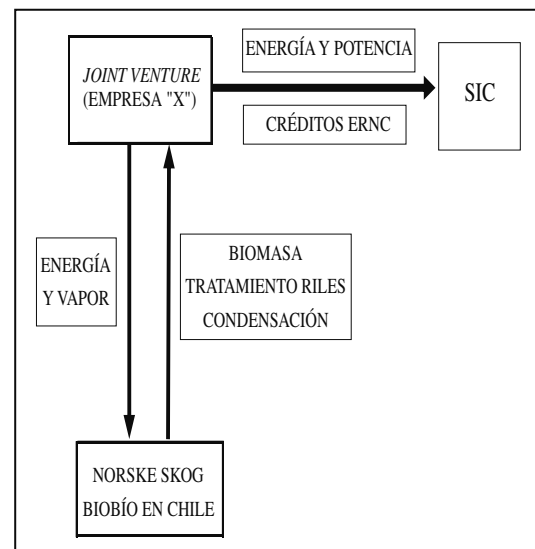 JOINT VENTURE
(EMPRESA "X")
ENERGÍA Y POTENCIA
CRÉDITOS ERNC
SIC
ENERGÍA
Y VAPOR
BIOMASA
TRATAMIENTO RILES
CONDENSACIÓN
NORSKE SKOG
BIOBÍO EN CHILE